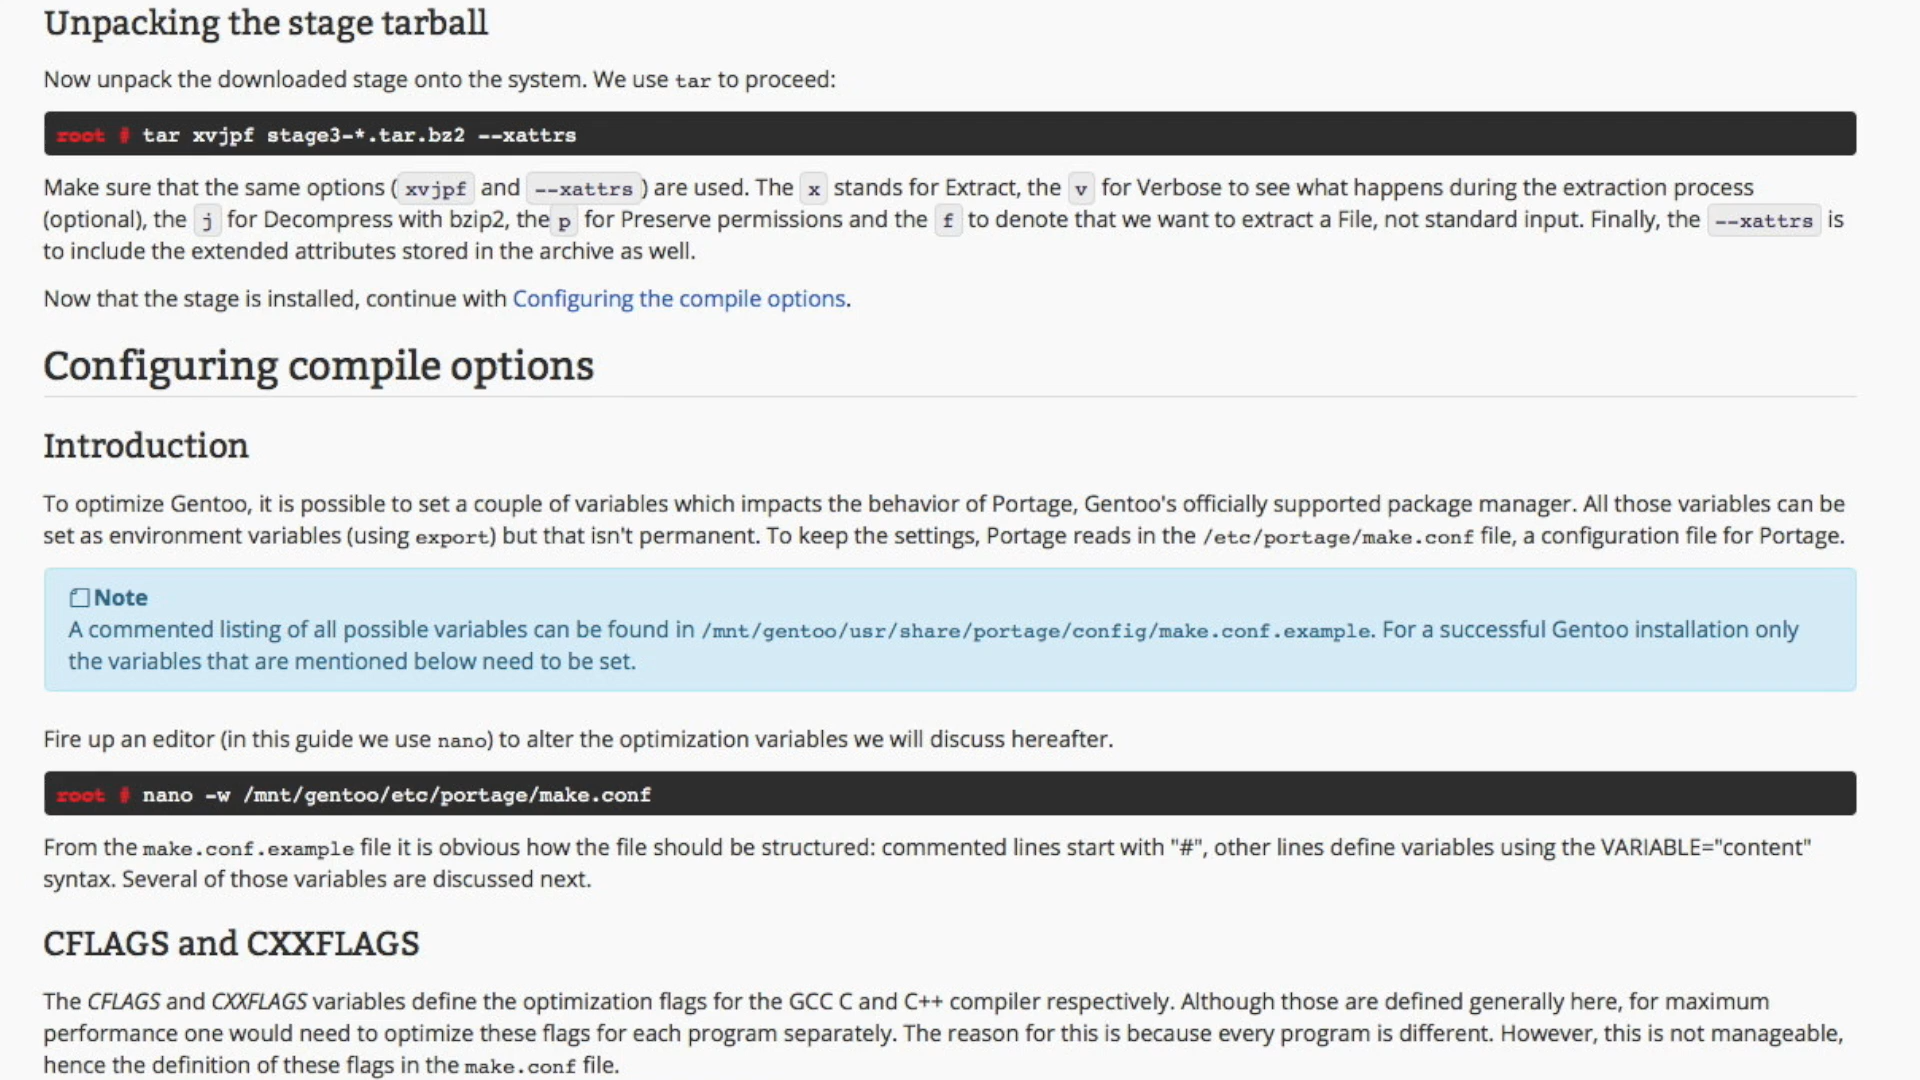 Unpacking the stage tarball
Now unpack the downloaded stage onto the system. We use tar to proceed:
root # tar xvjpf stage3-*.tar.bz2 --xattrs
Make sure that the same options ( xvjpf and --xattrs ) are used. The x stands for Extract, the v for Verbose to see what happens during the extraction process
(optional), the j for Decompress with bzip2, the p for Preserve permissions and the f to denote that we want to extract a File, not standard input. Finally, the --xattrs is
to include the extended attributes stored in the archive as well.
Now that the stage is installed, continue with Configuring the compile options.
Configuring compile options
Introduction
To optimize Gentoo, it is possible to set a couple of variables which impacts the behavior of Portage, Gentoo's officially supported package manager. All those variables can be
set as environment variables (using export) but that isn't permanent. To keep the settings, Portage reads in the /etc/portage/make.conf file, a configuration file for Portage.
Note
A commented listing of all possible variables can be found in /mnt/gentoo/usr/share/portage/config/make.conf.example. For a successful Gentoo installation only
the variables that are mentioned below need to be set.
Fire up an editor (in this guide we use nano) to alter the optimization variables we will discuss hereafter.
root # nano -w /mnt/gentoo/etc/portage/make.conf
From the make.conf.example file it is obvious how the file should be structured: commented lines start with "#", other lines define variables using the VARIABLE="content"
syntax. Several of those variables are discussed next.
CFLAGS and CXXFLAGS
The CFLAGS and CXXFLAGS variables define the optimization flags for the GCC C and C++ compiler respectively. Although those are defined generally here, for maximum
performance one would need to optimize these flags for each program separately. The reason for this is because every program is different. However, this is not manageable,
hence the definition of these flags in the make.conf file.